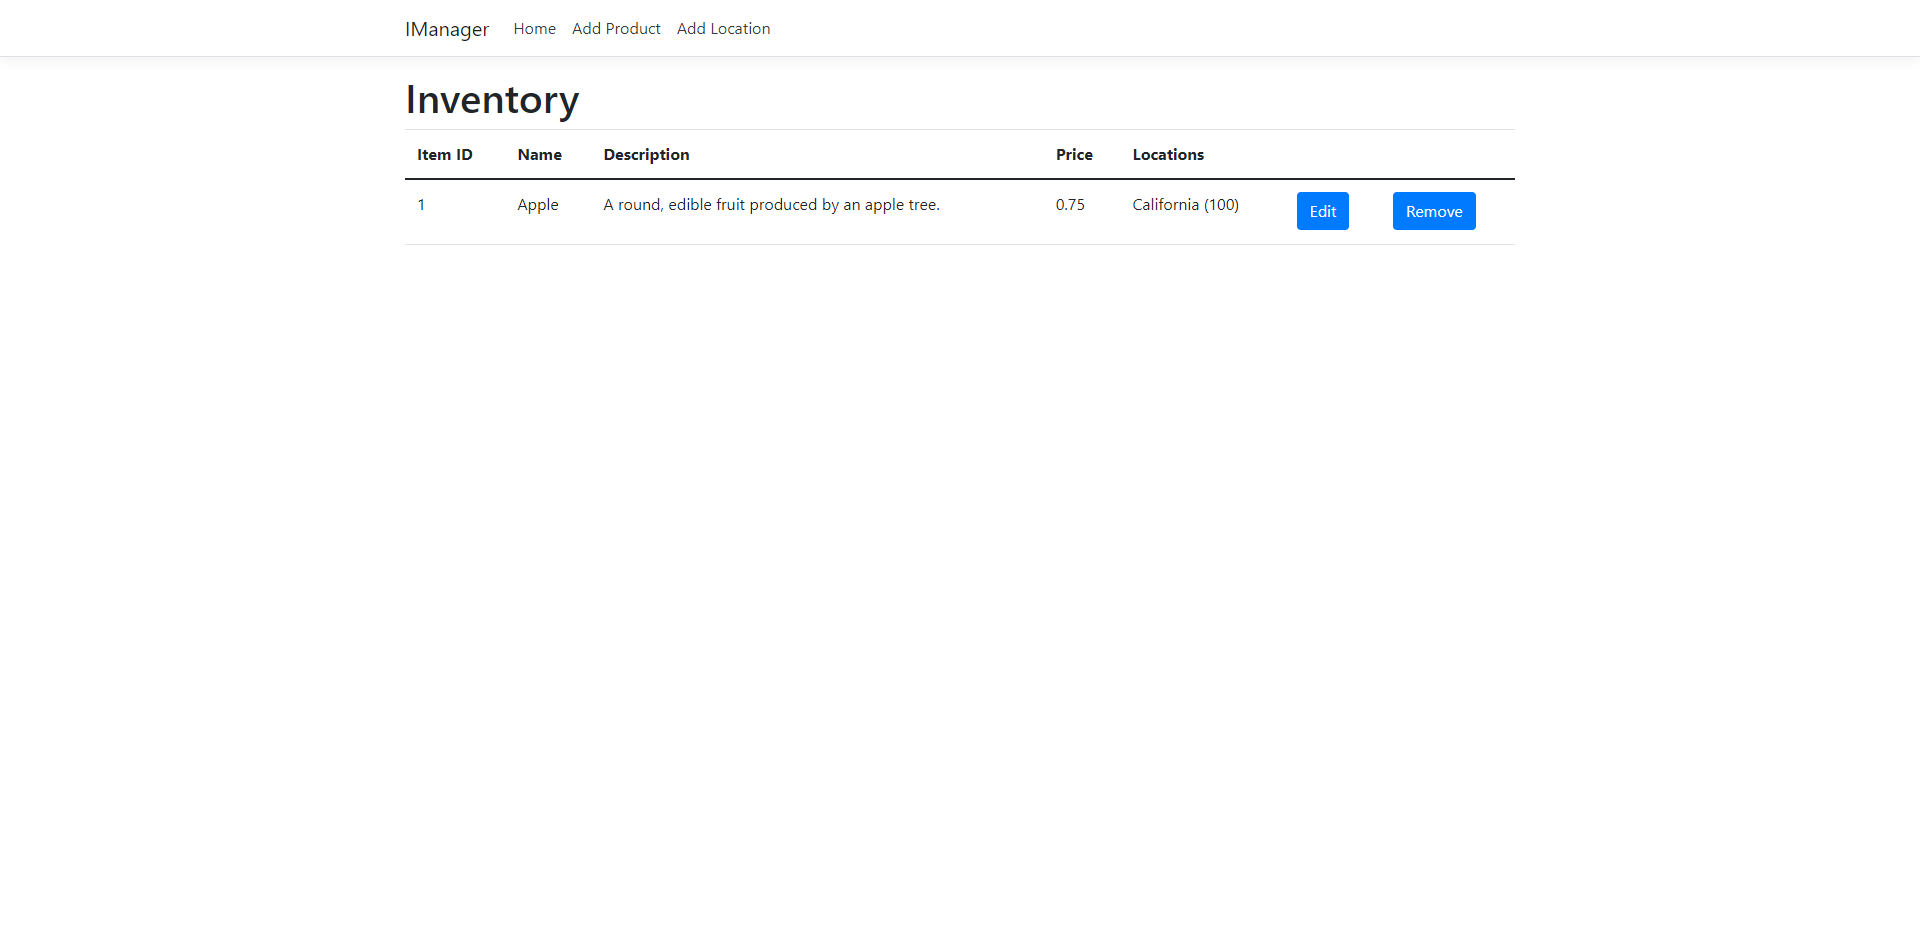 IManager Home Add Product Add Location
Inventory
Item ID Name Description Price Locations
1 Apple A round, edible fruit produced by an apple tree. 0.75 California (100) Edit Remove